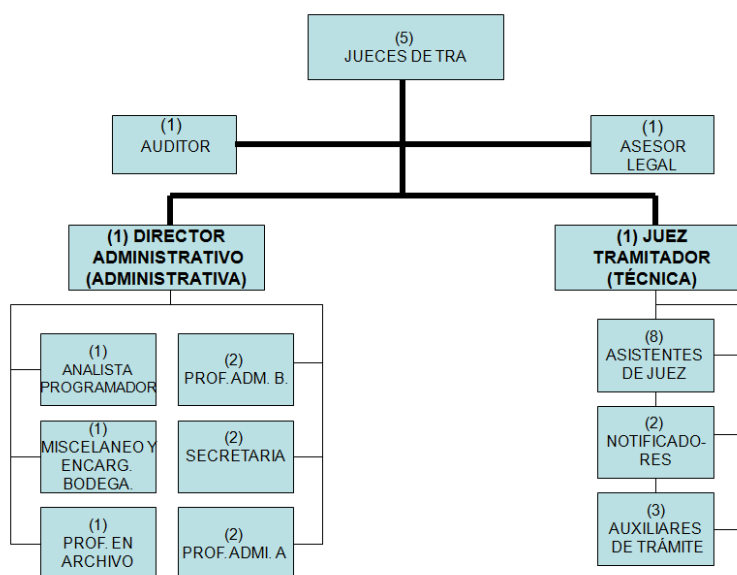 (5)
JUECES DE TRA
(1)
AUDITOR
(1)
ASESOR
LEGAL
(1) DIRECTOR
ADMINISTRATIVO
(ADMINISTRATIVA)
(1) JUEZ
TRAMITADOR
(TÉCNICA)
(1)
ANALISTA
PROGRAMADOR
(2)
PROF. ADM. B.
(1)
MISCELANEO Y
ENCARG.
BODEGA.
(2)
SECRETARIA
(1)
PROF. EN
ARCHIVO
(2)
PROF. ADMI. A
(8)
ASISTENTES
DE JUEZ
(2)
NOTIFICADO-
RES
(3)
AUXILIARES
DE TRÁMITE